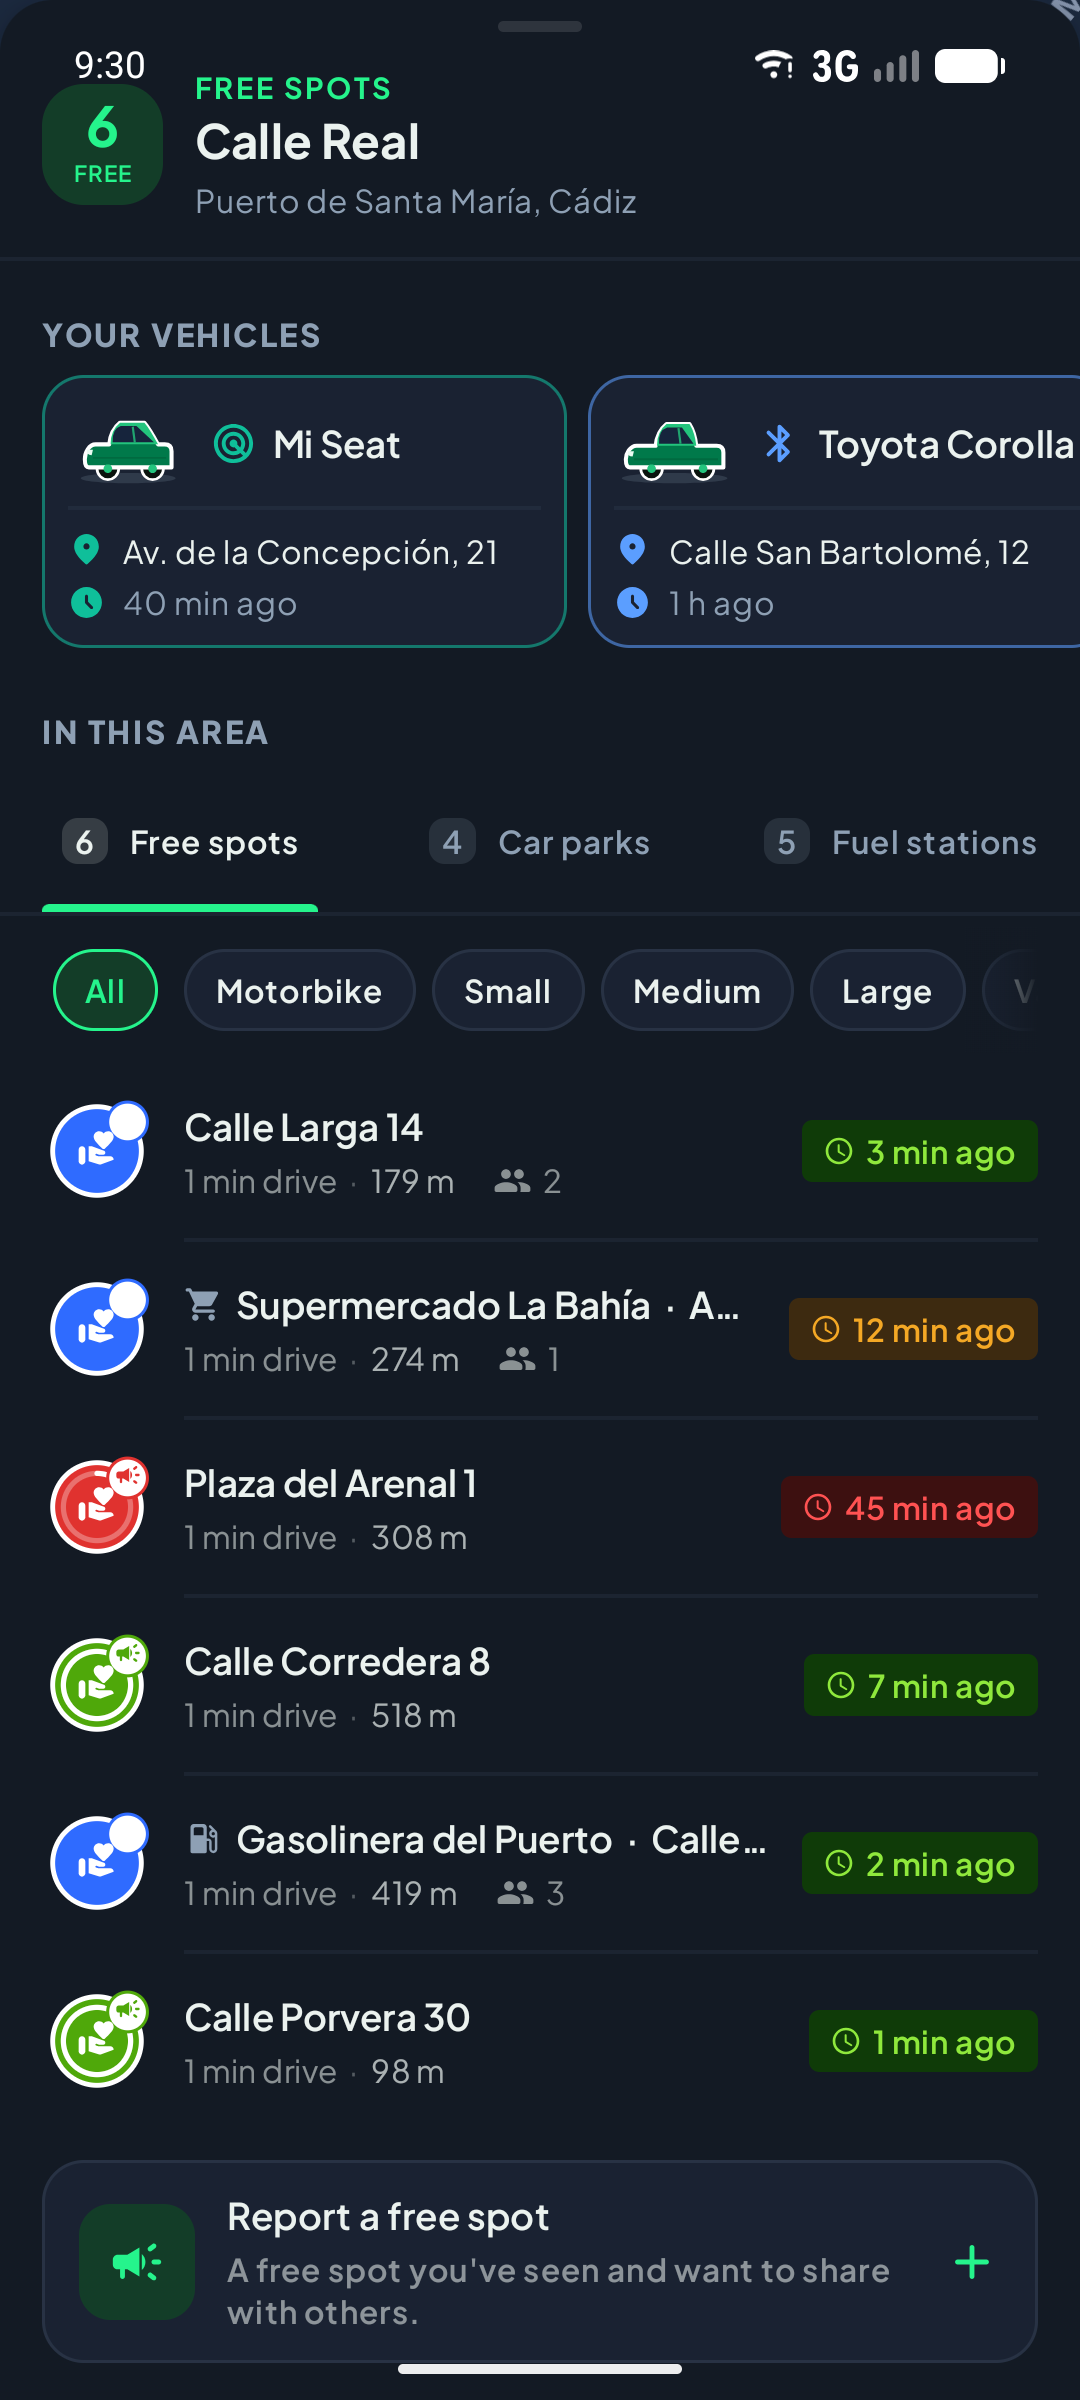 9:30
3G
6
FREE
FREE SPOTS
Calle Real
Puerto de Santa María, Cádiz
YOUR VEHICLES
Mi Seat
Av. de la Concepción, 21
40 min ago
Toyota Corolla
Calle San Bartolomé, 12
1 h ago
IN THIS AREA
6 Free spots
4 Car parks
5 Fuel stations
All
Motorbike
Small
Medium
Large
Calle Larga 14
1 min drive · 179 m 2
3 min ago
Supermercado La Bahía · A...
1 min drive · 274 m 1
12 min ago
Plaza del Arenal 1
1 min drive · 308 m
45 min ago
Calle Corredera 8
1 min drive · 518 m
7 min ago
Gasolinera del Puerto · Calle...
1 min drive · 419 m 3
2 min ago
Calle Porvera 30
1 min drive · 98 m
1 min ago
Report a free spot
A free spot you've seen and want to share
with others.